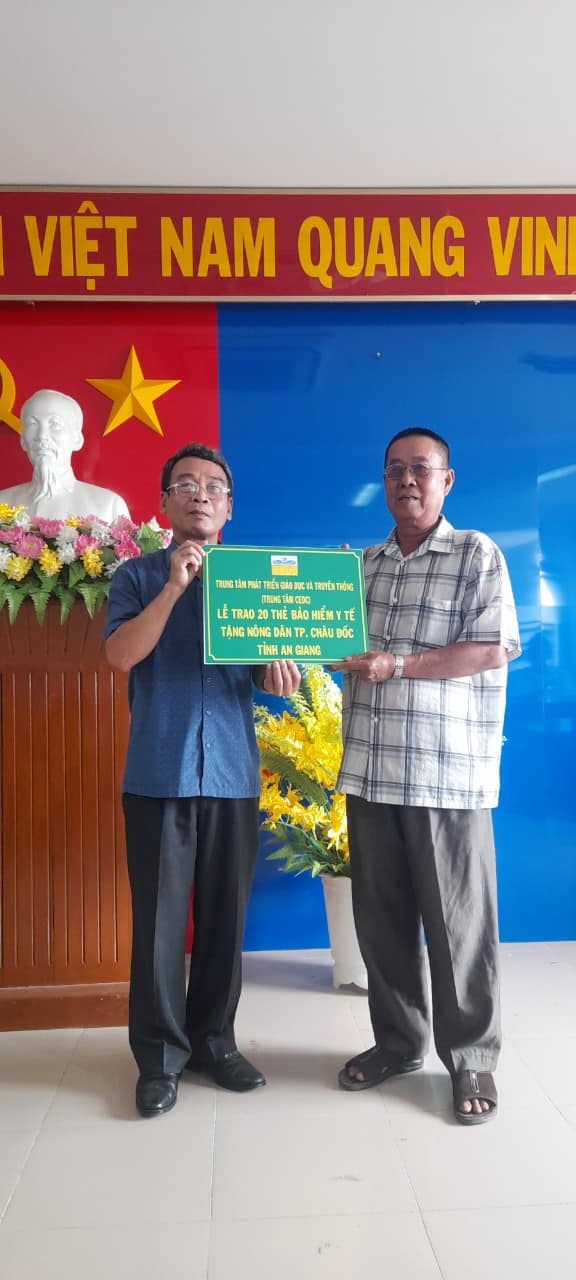 VIỆT NAM QUANG VINH
TRUNG TÂM PHÁT TRIỂN GIÁO DỤC VÀ TRUYỀN THÔNG
(TRUNG TÂM CEDC)
LỄ TRAO 20 THẺ BẢO HIỂM Y TẾ
TẶNG NÔNG DÂN TP. CHÂU ĐỐC
TỈNH AN GIANG